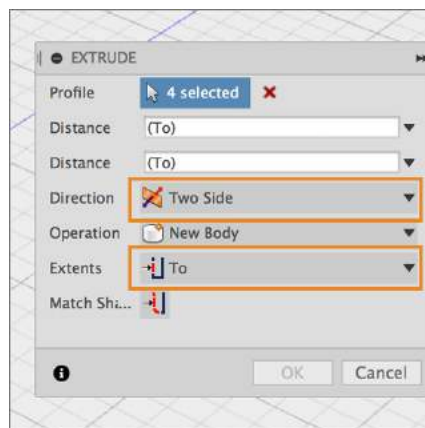 EXTRUDE
Profile 4 selected
Distance (To)
Distance (To)
Direction Two Side
Operation New Body
Extents To
Match Sha...
OK Cancel